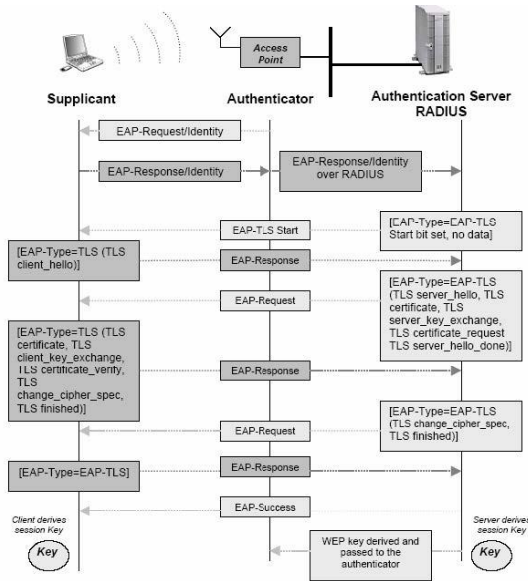 Access
Point
Supplicant
Authenticator
Authentication Server
RADIUS
EAP-Request/Identity
EAP-Response/Identity
EAP-Response/Identity
over RADIUS
EAP-TLS Start
[EAP-Type=EAP-TLS
Start bit set, no data]
[EAP-Type=TLS (TLS
client_hello)]
EAP-Response
EAP-Request
[EAP-Type=EAP-TLS
(TLS server_hello, TLS
certificate, TLS
server_key_exchange,
TLS certificate_request
TLS server_hello_done)]
[EAP-Type=TLS (TLS
certificate, TLS
client_key_exchange,
TLS certificate_verify,
TLS
change_cipher_spec,
TLS finished)]
EAP-Response
EAP-Request
[EAP-Type=EAP-TLS
(TLS change_cipher_spec,
TLS finished)]
[EAP-Type=EAP-TLS]
EAP-Response
EAP-Success
Client derives
session Key
Key
WEP key derived and
passed to the
authenticator
Server derives
session Key
Key